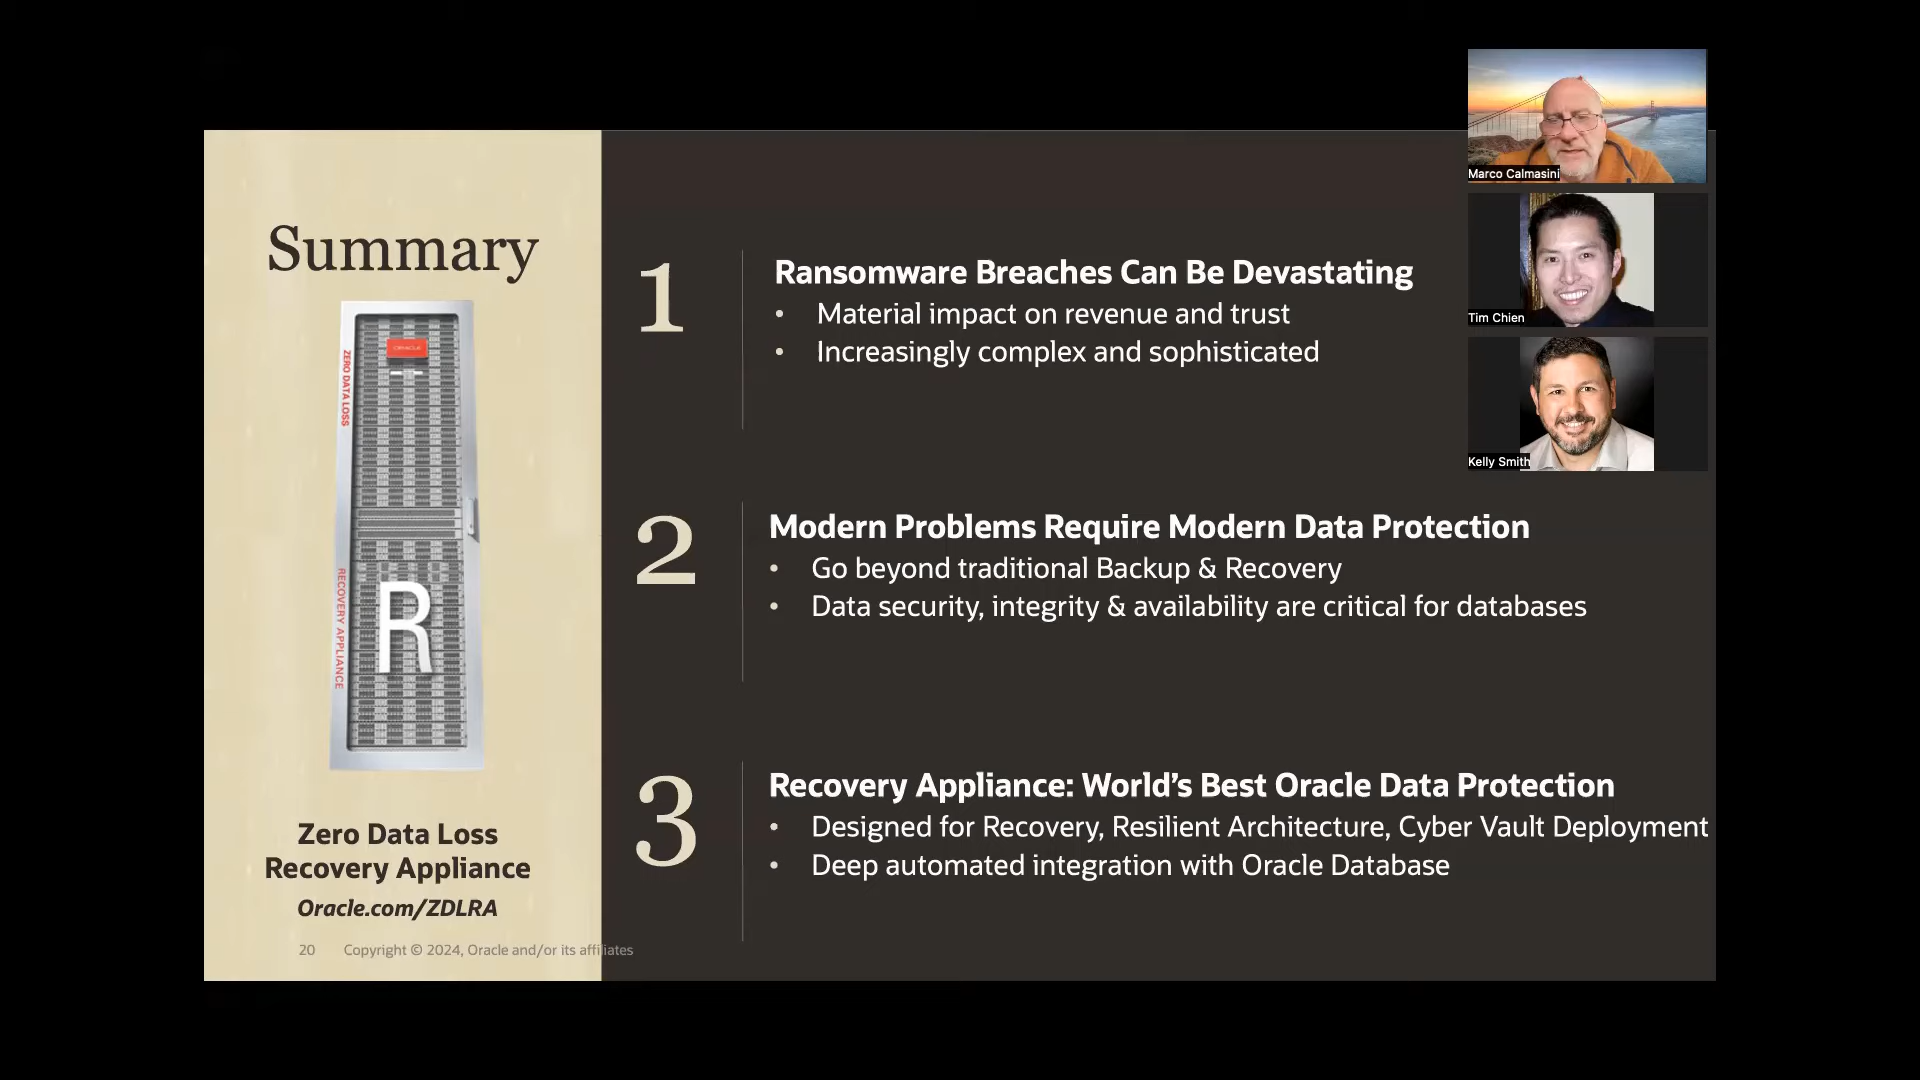 Summary
ORACLE
ZERO DATA LOSS
RECOVERY APPLIANCE
R
Zero Data Loss
Recovery Appliance
Oracle.com/ZDLRA
20 Copyright © 2024, Oracle and/or its affiliates
1
Ransomware Breaches Can Be Devastating
• Material impact on revenue and trust
• Increasingly complex and sophisticated
2
Modern Problems Require Modern Data Protection
• Go beyond traditional Backup & Recovery
• Data security, integrity & availability are critical for databases
3
Recovery Appliance: World’s Best Oracle Data Protection
• Designed for Recovery, Resilient Architecture, Cyber Vault Deployment
• Deep automated integration with Oracle Database
Marco Calmasini
Tim Chien
Kelly Smith